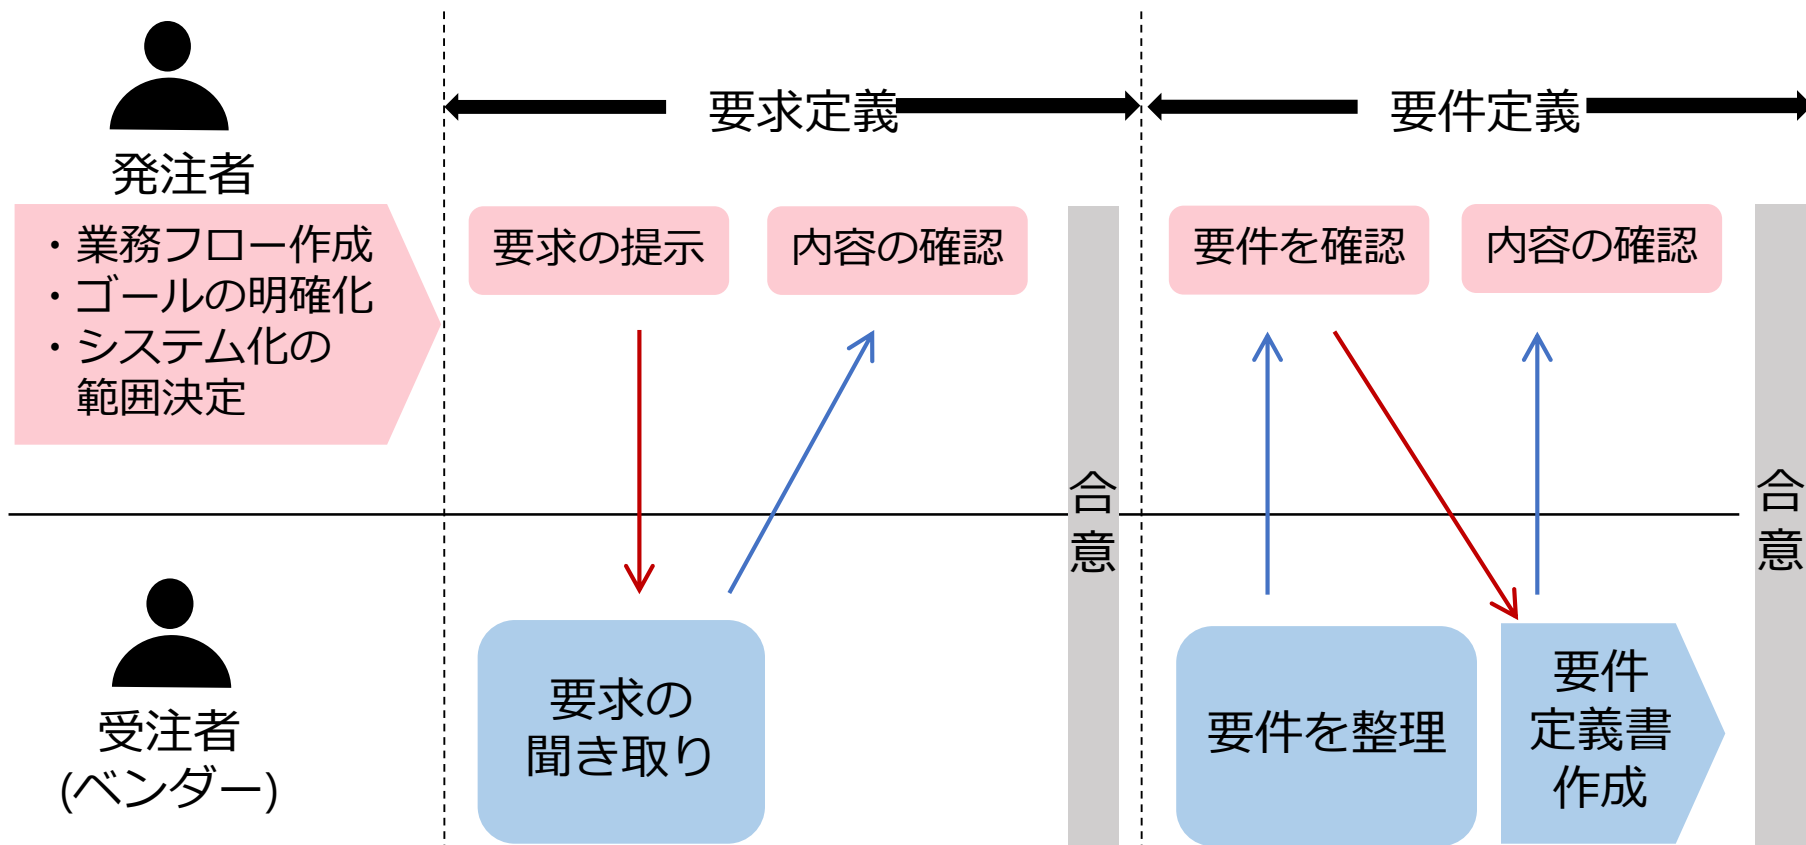 発注者
・業務フロー作成
・ゴールの明確化
・システム化の
範囲決定
要求定義
要件定義
要求の提示
内容の確認
要件を確認
内容の確認
合
意
合
意
受注者
(ベンダー)
要求の
聞き取り
要件を整理
要件
定義書
作成